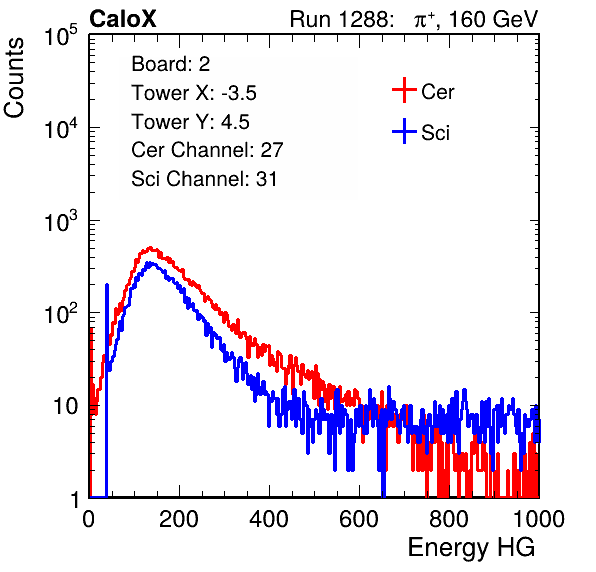 CaloX Run 1288: π⁺, 160 GeV
Counts
Board: 2
Tower X: -3.5
Tower Y: 4.5
Cer Channel: 27
Sci Channel: 31
Cer
Sci
10⁵
10⁴
10³
10²
10
1
0 200 400 600 800 1000
Energy HG